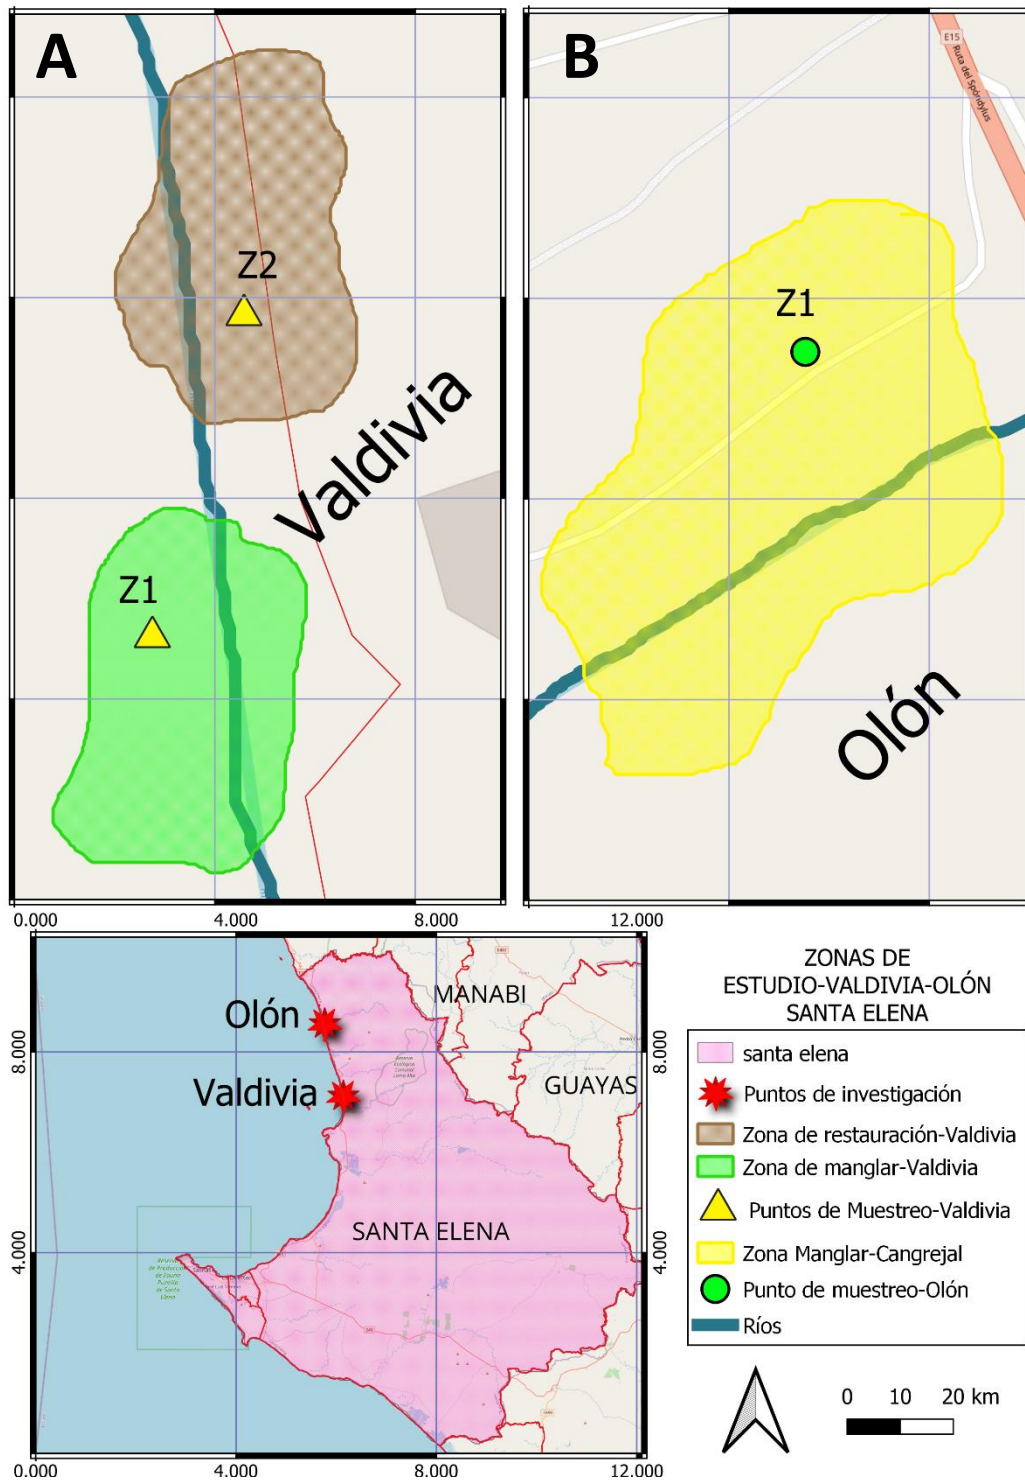 A
Z2
Valdivia
Z1
B
E15
Ruta del Spóndylus
Z1
Olón
0.000
4.000
8.000
12.000
MANABI
Olón
Valdivia
GUAYAS
SANTA ELENA
8.000
4.000
8.000
4.000
4.000
8.000
12.000
ZONAS DE
ESTUDIO-VALDIVIA-OLÓN
SANTA ELENA
santa elena
Puntos de investigación
Zona de restauración-Valdivia
Zona de manglar-Valdivia
Puntos de Muestreo-Valdivia
Zona Manglar-Cangrejal
Punto de muestreo-Olón
Ríos
0 10 20 km